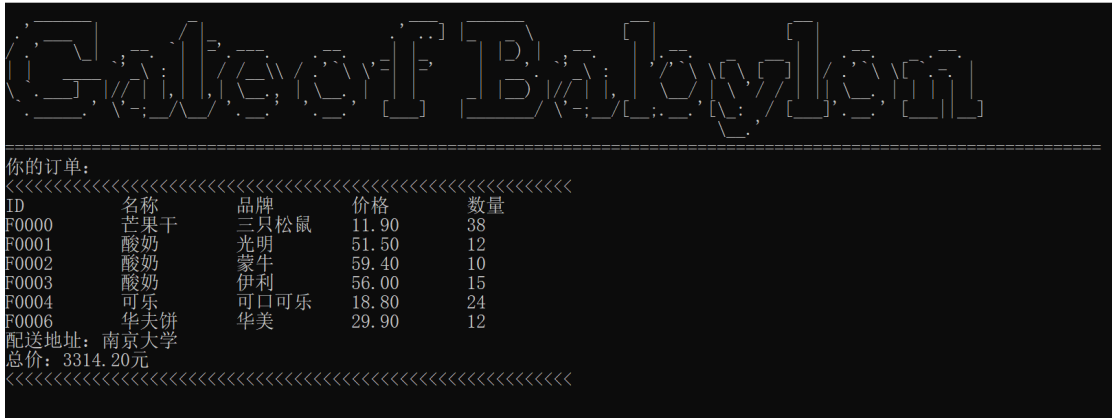 Gate of Babylon
================================================================================================================
你的订单：
<<<<<<<<<<<<<<<<<<<<<<<<<<<<<<<<<<<<<<<<<<<<<<<<<<<<<<<<<<<
ID 名称 品牌 价格 数量
F0000 芒果干 三只松鼠 11.90 38
F0001 酸奶 光明 51.50 12
F0002 酸奶 蒙牛 59.40 10
F0003 酸奶 伊利 56.00 15
F0004 可乐 可口可乐 18.80 24
F0006 华夫饼 华美 29.90 12
配送地址：南京大学
总价：3314.20元
<<<<<<<<<<<<<<<<<<<<<<<<<<<<<<<<<<<<<<<<<<<<<<<<<<<<<<<<<<<